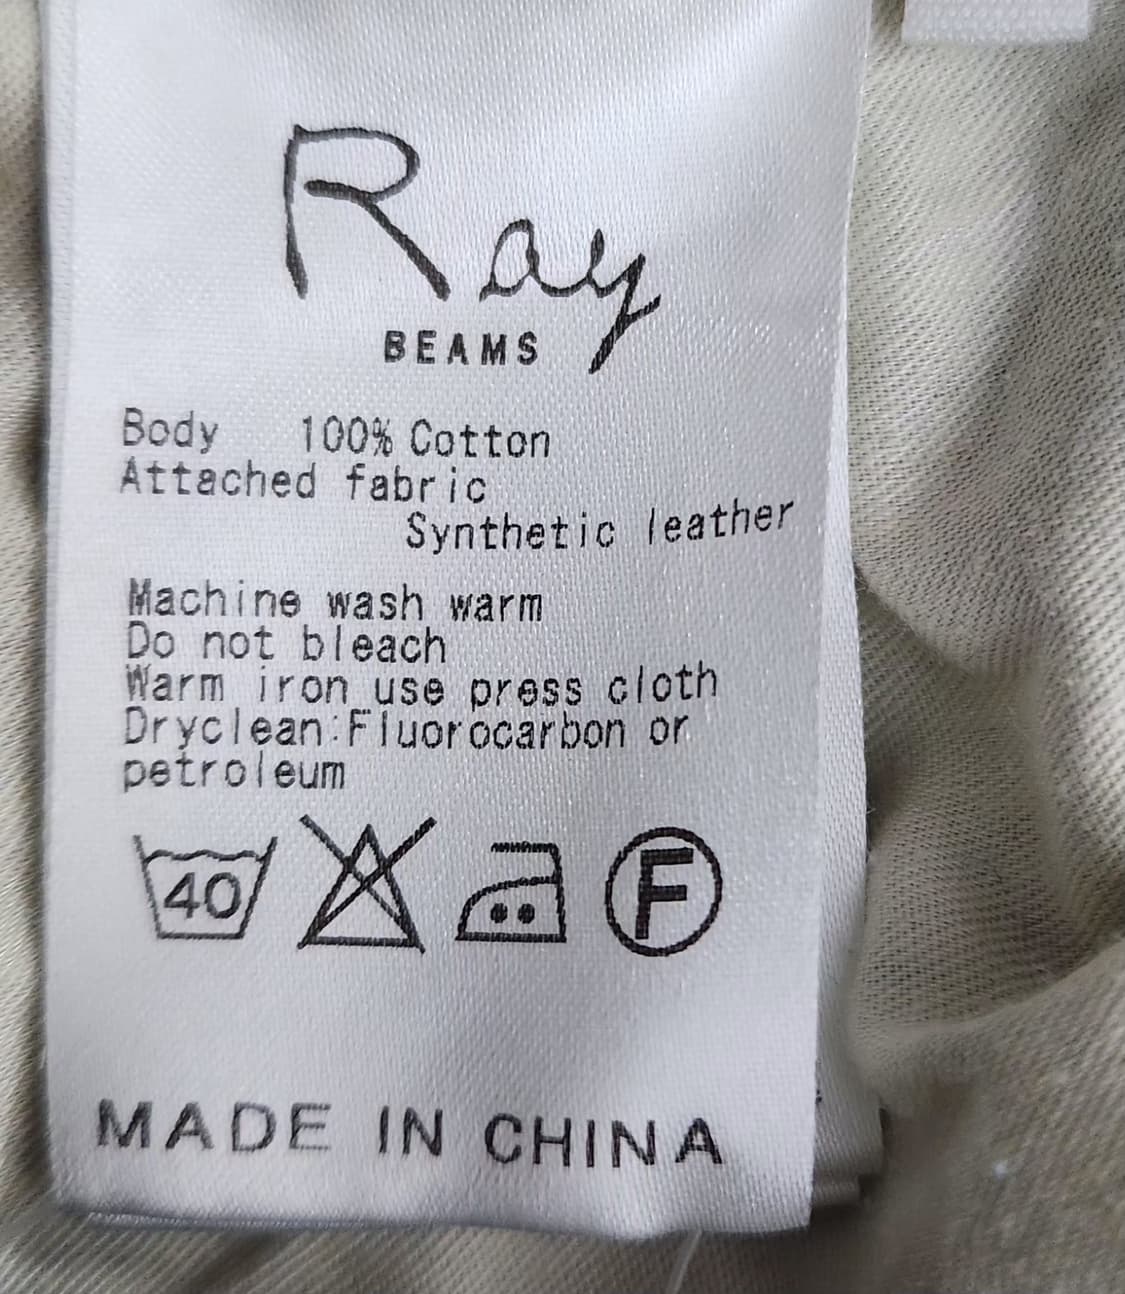 Ray
BEAMS
Body 100% Cotton
Attached fabric
Synthetic leather
Machine wash warm
Do not bleach
Warm iron use press cloth
Dryclean:Fluorocarbon or
petroleum
40
F
MADE IN CHINA